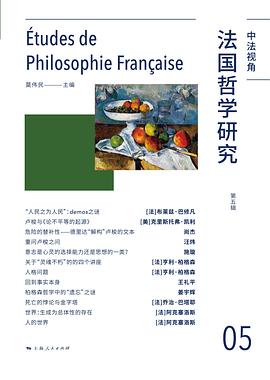 Études de
Philosophie Française
莫伟民———主编
中法视角
法国哲学研究
第五辑
“人民之为人民”:demos之谜 [法]布莱兹·巴修凡
卢梭与《论不平等的起源》 [美]克里斯托弗·凯利
危险的替补性——德里达“解构”卢梭的文本 尚杰
重问卢梭之问 汪炜
意志是心灵的选择能力还是思想的一类? 施璇
关于“灵魂不朽”的的四个讲座 [法]亨利·柏格森
人格问题 [法]亨利·柏格森
回到事实本身 王礼平
柏格森哲学中的“遗忘”之谜 姜宇辉
死亡的悖论与金字塔 [法]乔治·巴塔耶
世界:生成为总体性的存在 [法]阿克塞洛斯
人的世界 [法]阿克塞洛斯
05
上海人民出版社